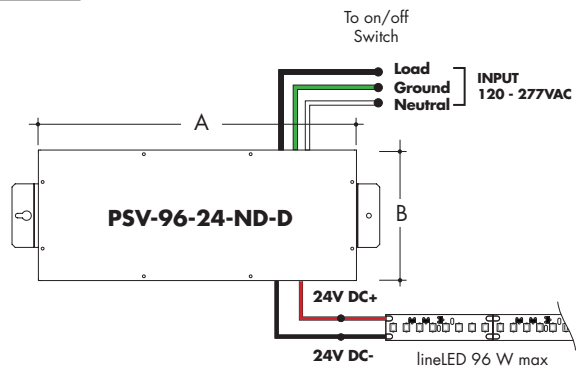 To on/off
Switch
Load
Ground
Neutral
INPUT
120 - 277VAC
A
B
PSV-96-24-ND-D
24V DC+
24V DC-
lineLED 96 W max